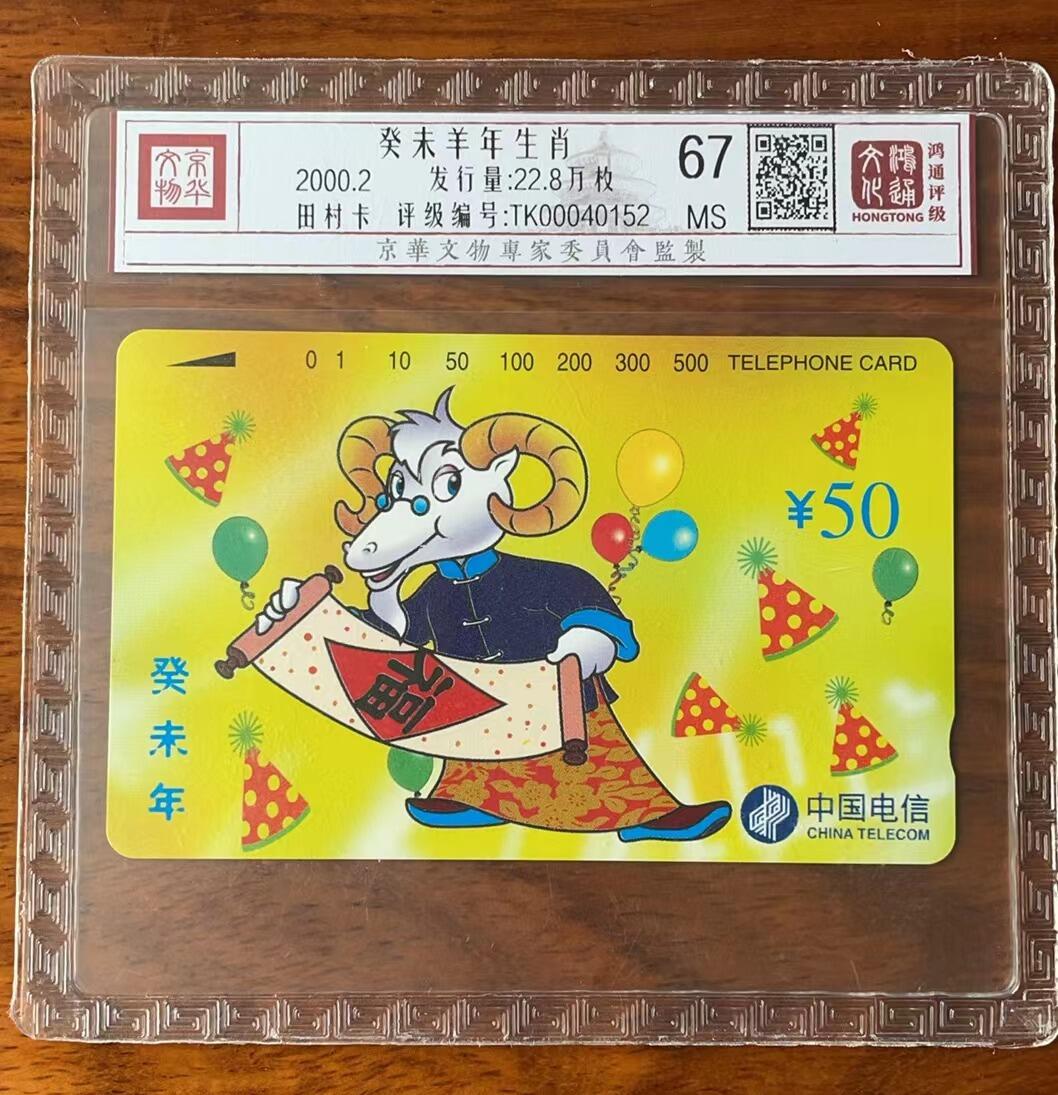 京华文物
癸未羊年生肖
2000.2 发行量:22.8万枚
田村卡 评级编号:TK00040152
67
MS
鸿通文化
HONGTONG
鸿通评级
京華文物專家委員會監製
0 1 10 50 100 200 300 500 TELEPHONE CARD
¥50
福
癸未年
中国电信
CHINA TELECOM